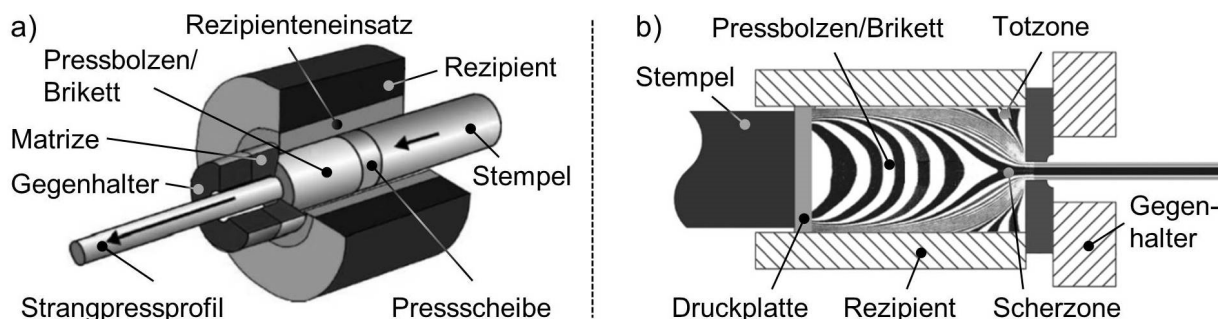 a)
Rezipienteneinsatz
Pressbolzen/
Brikett
Rezipient
Matrize
Gegenhalter
Stempel
Strangpressprofil
Pressscheibe
b)
Pressbolzen/Brikett
Totzone
Stempel
Gegen-
halter
Druckplatte
Rezipient
Scherzone